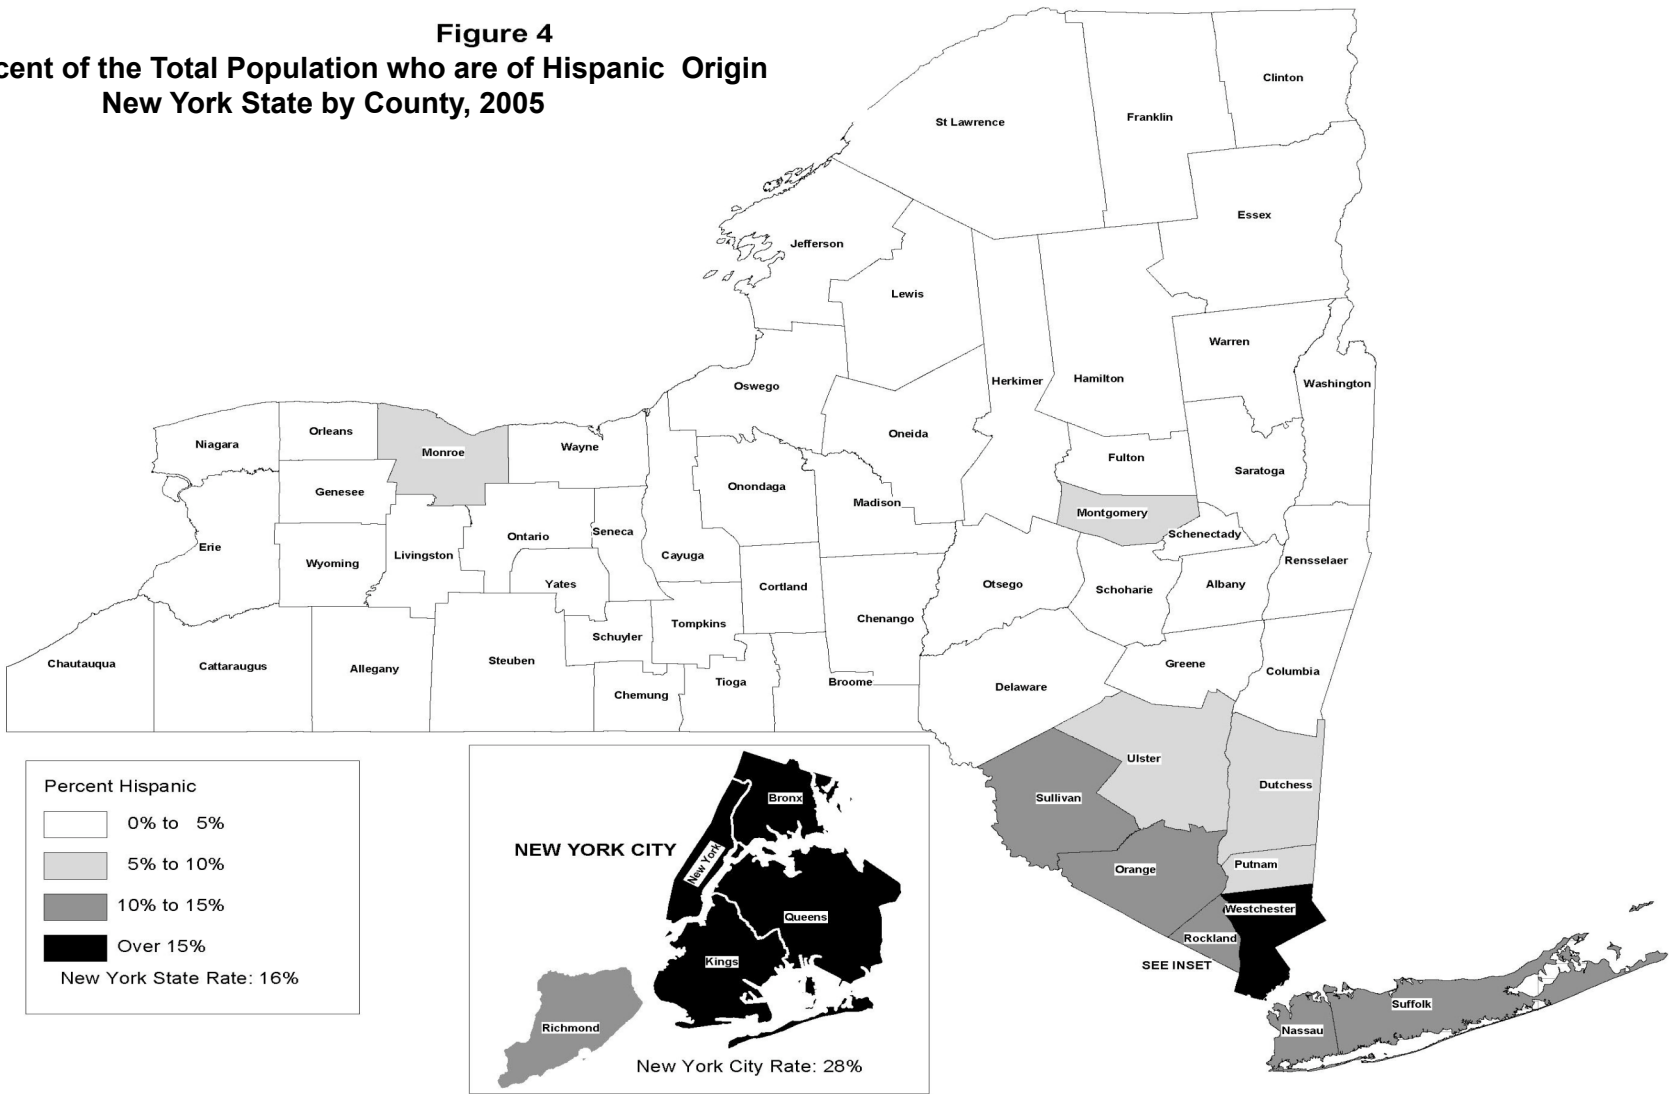 Figure 4
cent of the Total Population who are of Hispanic Origin
New York State by County, 2005
Clinton
Franklin
St Lawrence
Essex
Jefferson
Lewis
Warren
Herkimer
Hamilton
Washington
Oswego
Oneida
Niagara
Orleans
Monroe
Wayne
Fulton
Saratoga
Genesee
Onondaga
Madison
Montgomery
Schenectady
Erie
Wyoming
Livingston
Ontario
Seneca
Cayuga
Rensselaer
Yates
Cortland
Otsego
Schoharie
Albany
Chenango
Schuyler
Tompkins
Chautauqua
Cattaraugus
Allegany
Steuben
Chemung
Tioga
Broome
Delaware
Greene
Columbia
Ulster
Sullivan
Dutchess
Orange
Putnam
Westchester
Rockland
SEE INSET
Suffolk
Nassau
Percent Hispanic
0% to 5%
5% to 10%
10% to 15%
Over 15%
New York State Rate: 16%
NEW YORK CITY
Bronx
New York
Queens
Kings
Richmond
New York City Rate: 28%